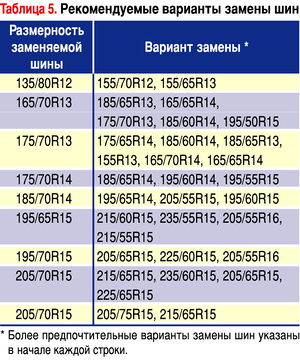 Таблица 5. Рекомендуемые варианты замены шин
Размерность
заменяемой
шины
Вариант замены *
135/80R12 155/70R12, 155/65R13
165/70R13 185/65R13, 165/65R14,
175/70R13, 185/60R14, 195/50R15
175/70R13 175/65R14, 185/60R14, 185/65R13,
155R13, 165/70R14, 165/65R14
175/70R14 185/65R14, 195/60R14, 195/55R15
185/70R14 195/65R14, 205/55R15, 195/60R15
195/65R15 215/60R15, 235/55R15, 205/55R16,
215/55R15
195/70R15 205/65R15, 225/60R15, 205/55R16
205/70R15 215/65R15, 235/60R15, 205/65R15,
225/65R15
205/70R15 205/75R15, 215/65R15
* Более предпочтительные варианты замены шин указаны
в начале каждой строки.